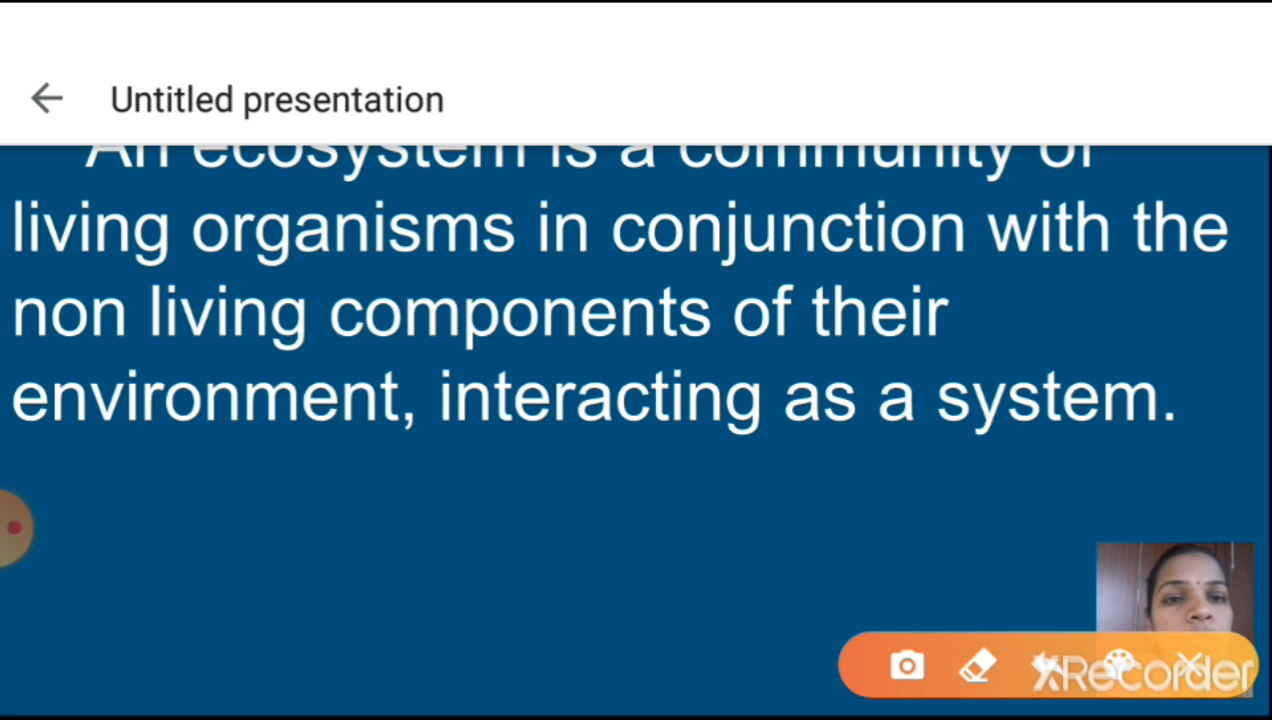 Untitled presentation
An ecosystem is a community of
living organisms in conjunction with the
non living components of their
environment, interacting as a system.
XRecorder